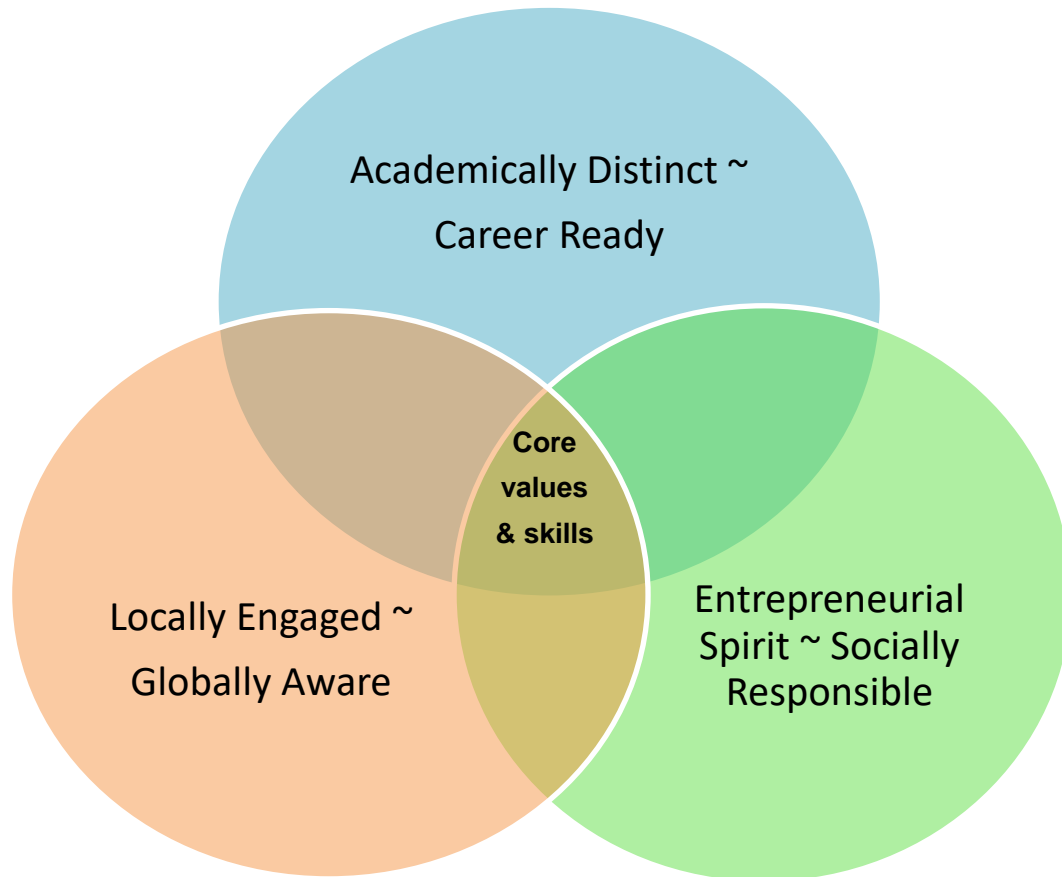 Academically Distinct ~
Career Ready
Core
values
& skills
Locally Engaged ~
Globally Aware
Entrepreneurial
Spirit ~ Socially
Responsible